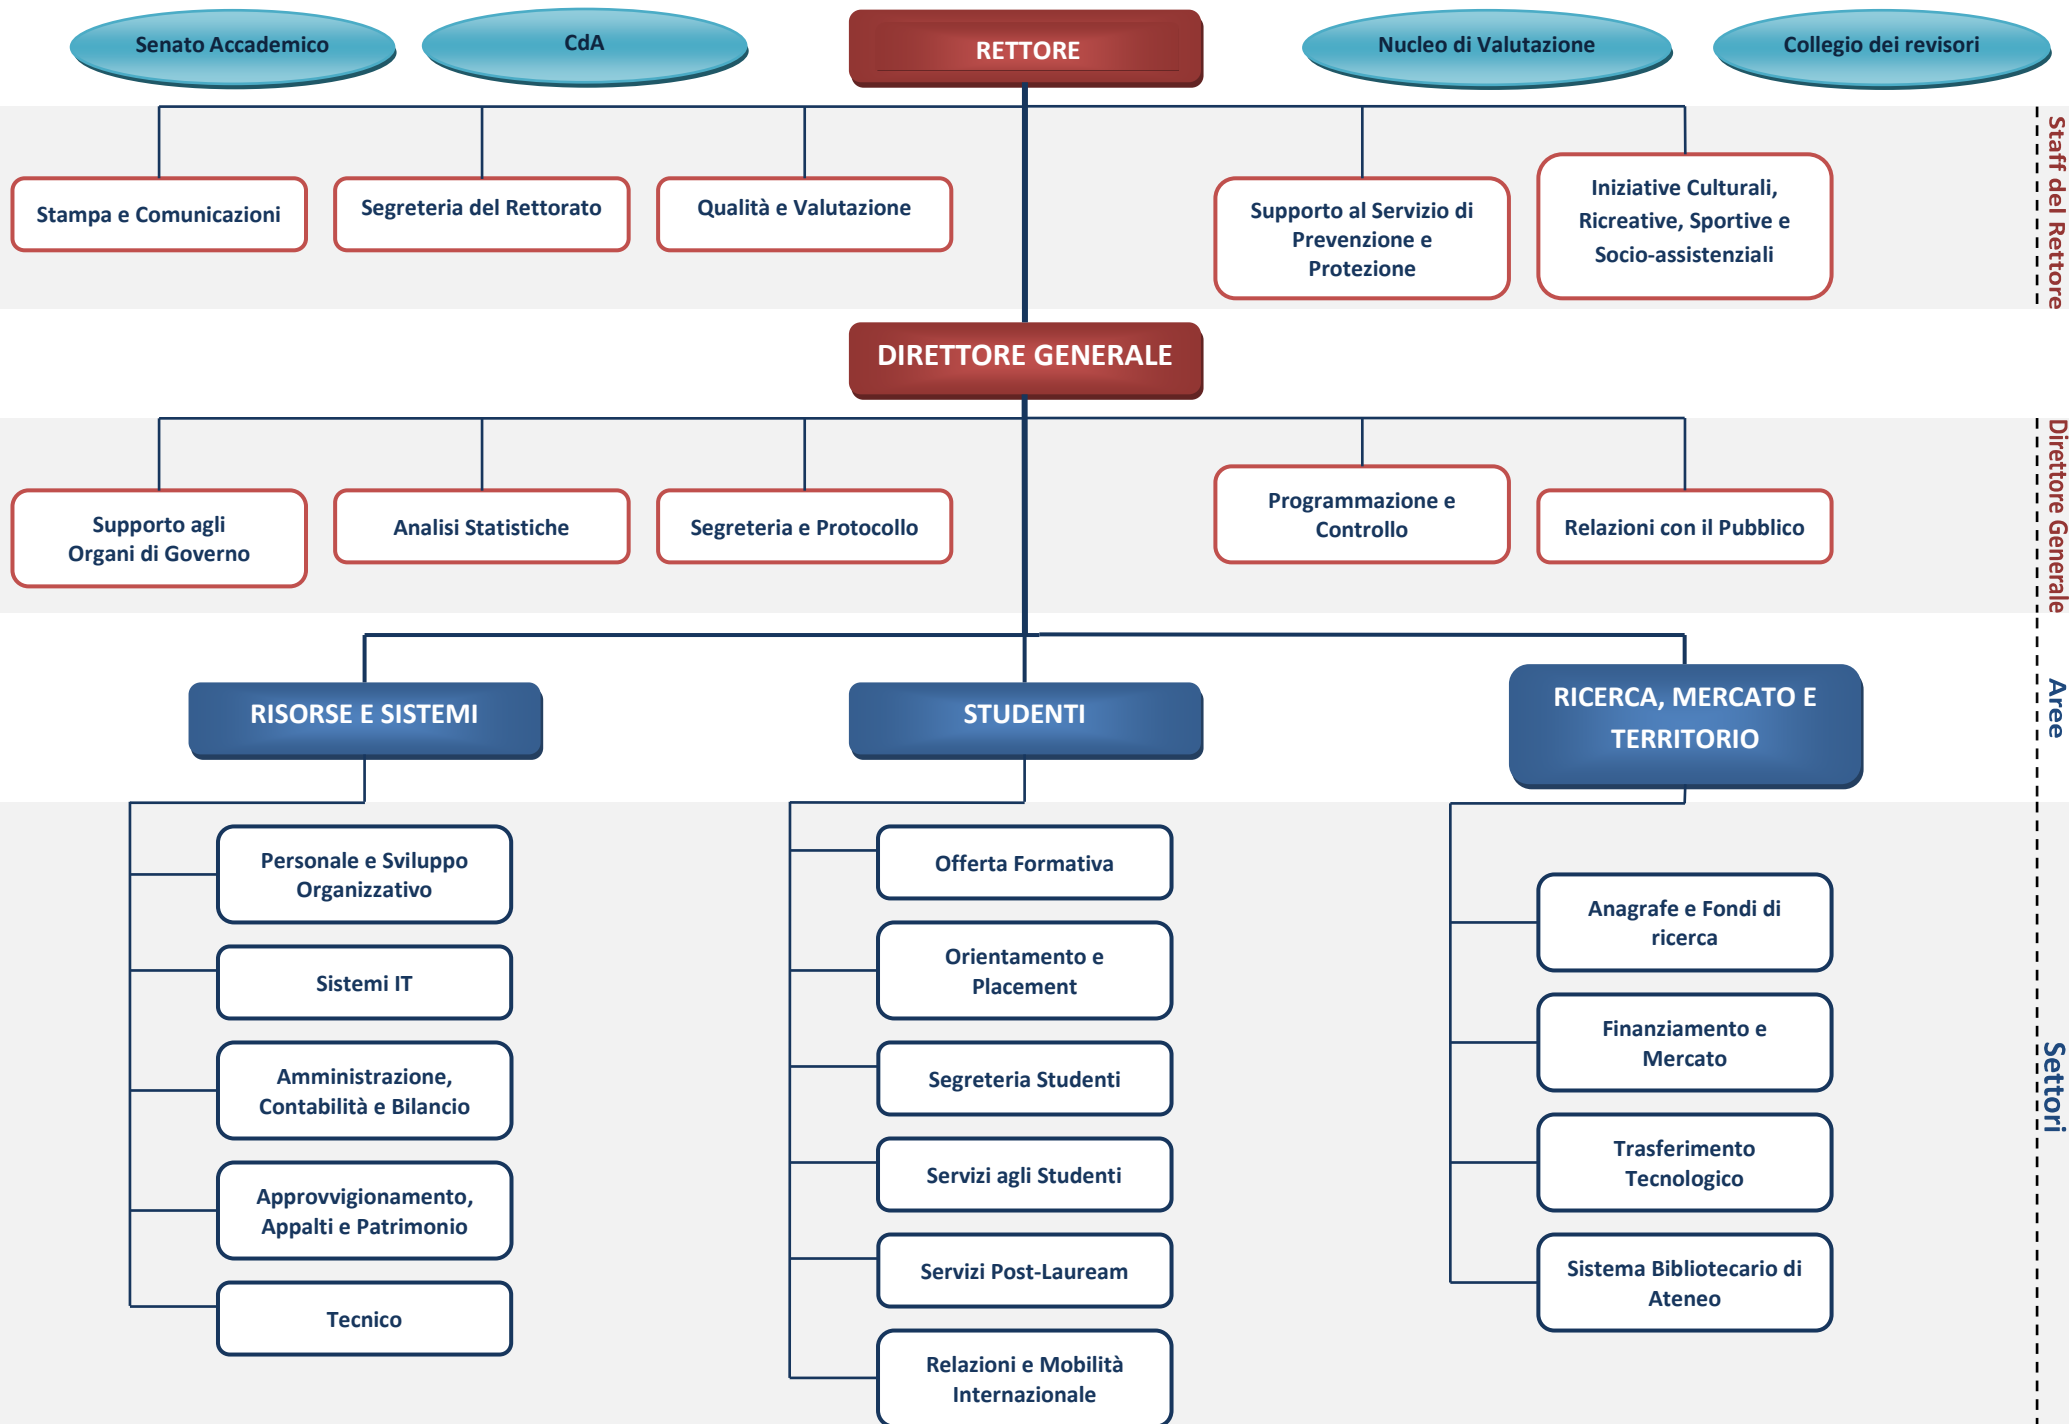 Senato Accademico
CdA
RETTORE
Nucleo di Valutazione
Collegio dei revisori
Staff del Rettore
Stampa e Comunicazioni
Segreteria del Rettorato
Qualità e Valutazione
Supporto al Servizio di
Prevenzione e
Protezione
Iniziative Culturali,
Ricreative, Sportive e
Socio-assistenziali
DIRETTORE GENERALE
Direttore Generale
Supporto agli
Organi di Governo
Analisi Statistiche
Segreteria e Protocollo
Programmazione e
Controllo
Relazioni con il Pubblico
Aree
RISORSE E SISTEMI
STUDENTI
RICERCA, MERCATO E
TERRITORIO
Settori
Personale e Sviluppo
Organizzativo
Sistemi IT
Amministrazione,
Contabilità e Bilancio
Approvvigionamento,
Appalti e Patrimonio
Tecnico
Offerta Formativa
Orientamento e
Placement
Segreteria Studenti
Servizi agli Studenti
Servizi Post-Lauream
Relazioni e Mobilità
Internazionale
Anagrafe e Fondi di
ricerca
Finanziamento e
Mercato
Trasferimento
Tecnologico
Sistema Bibliotecario di
Ateneo